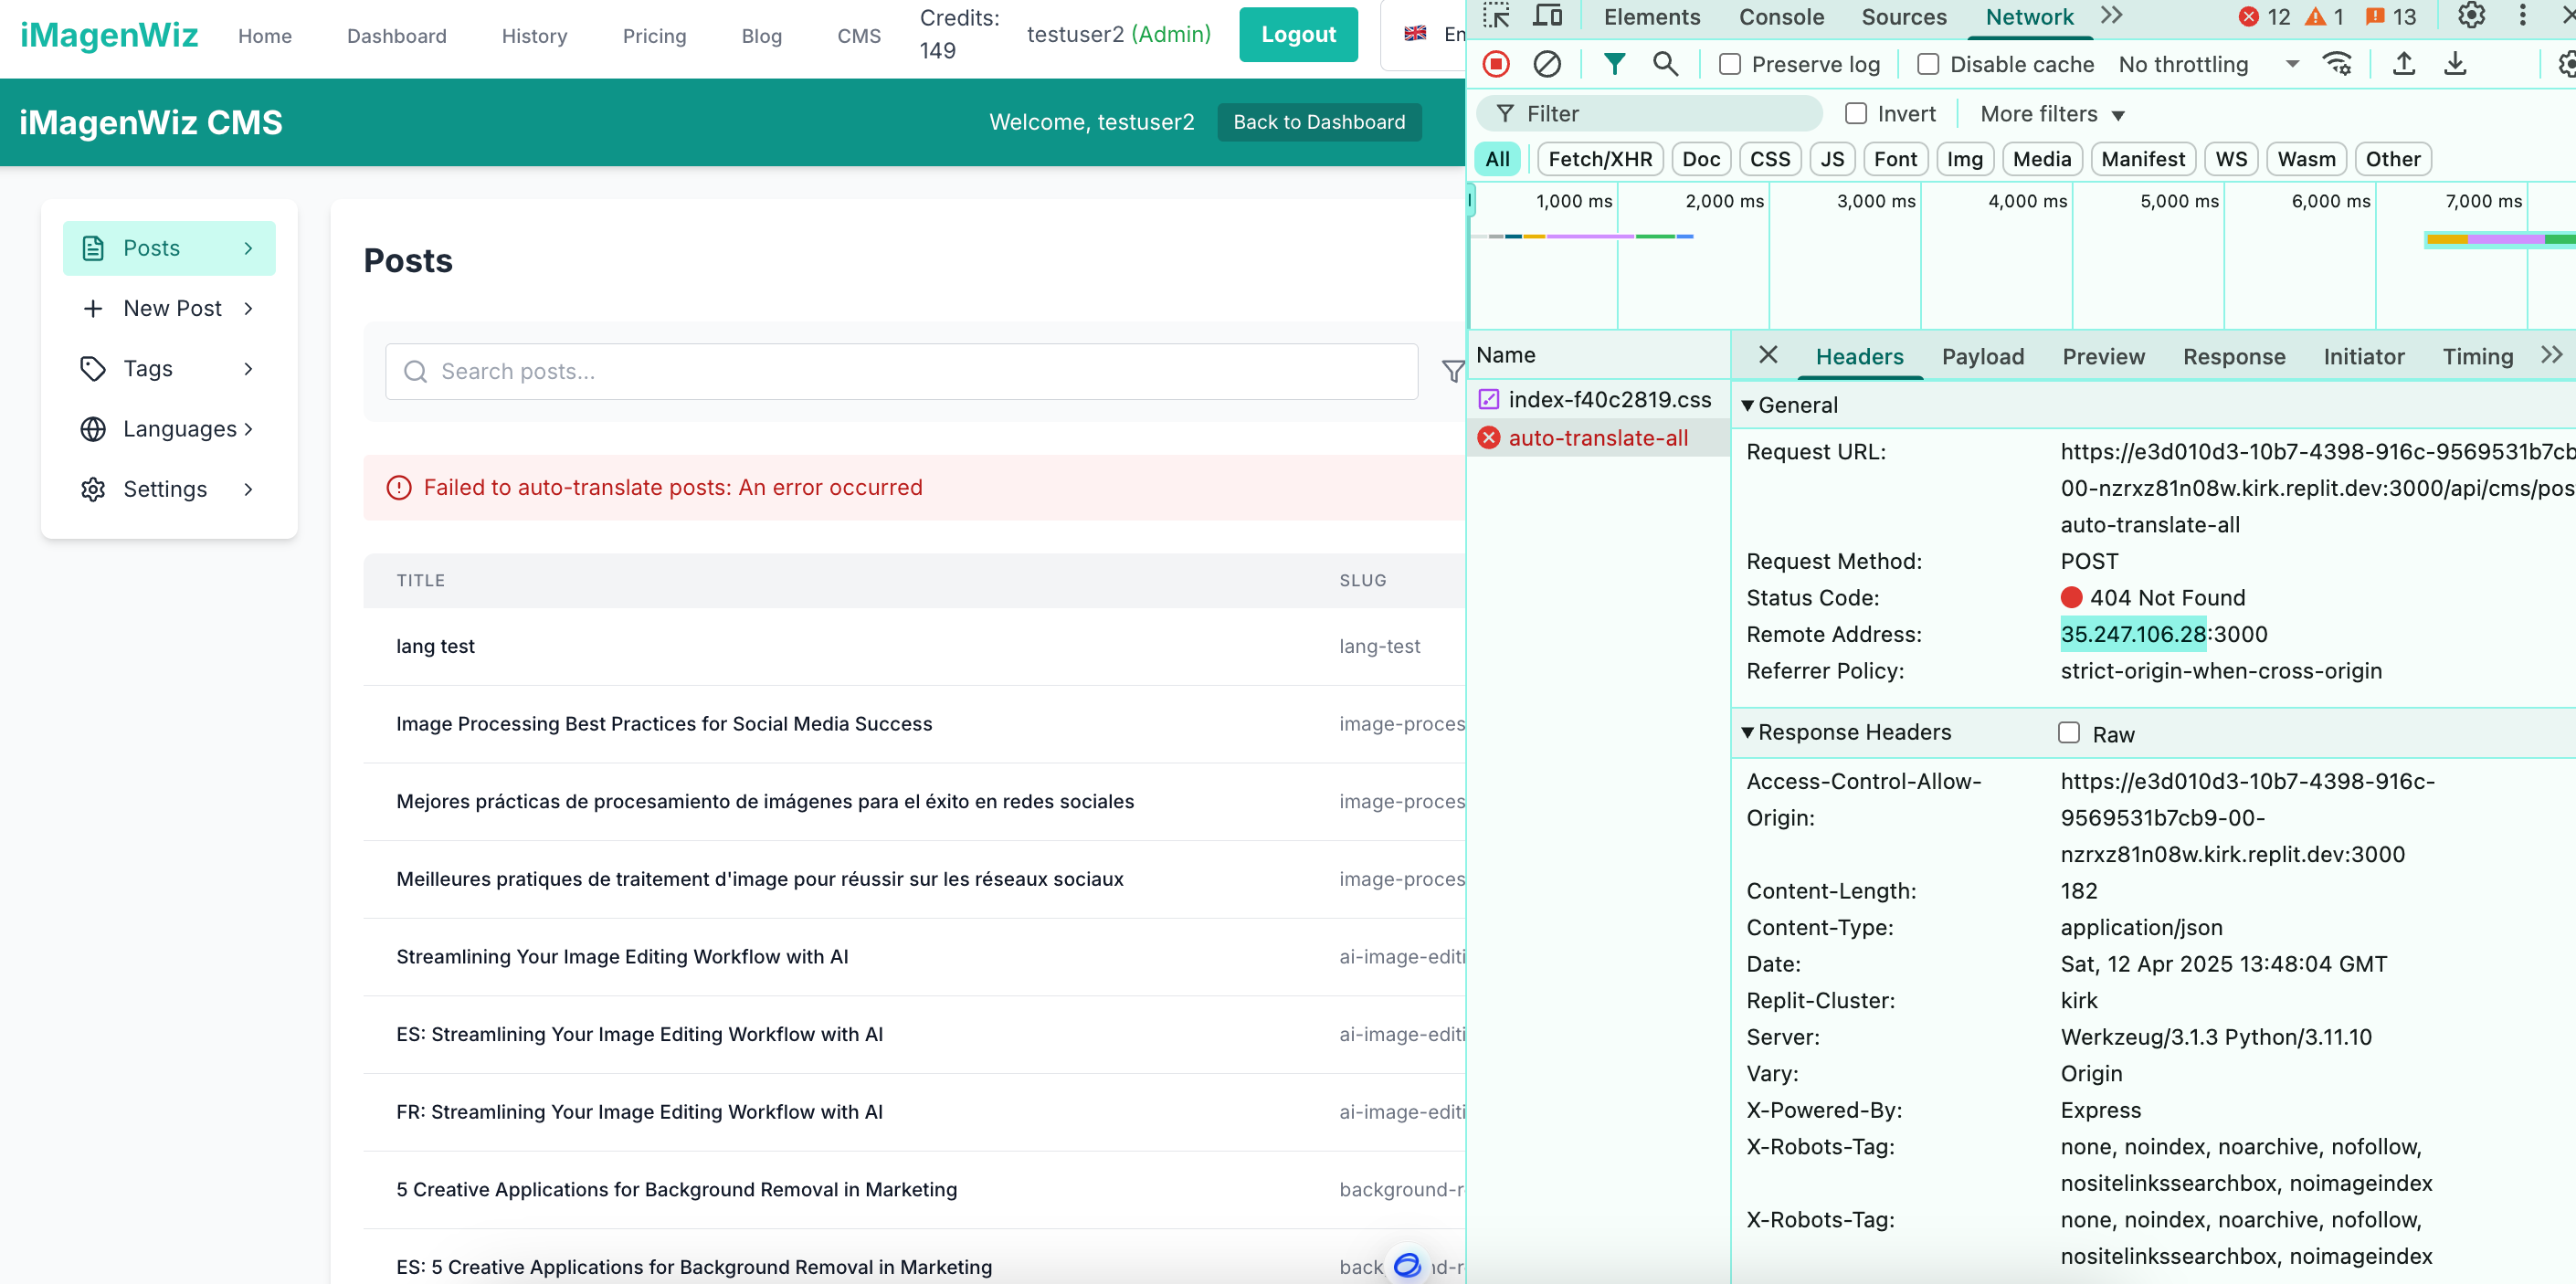 iMagenWiz
Home
Dashboard
History
Pricing
Blog
CMS
Credits:
149
testuser2 (Admin)
Logout
En
iMagenWiz CMS
Welcome, testuser2
Back to Dashboard
Posts
New Post
Tags
Languages
Settings
Posts
Search posts...
Failed to auto-translate posts: An error occurred
TITLE SLUG
lang test lang-test
Image Processing Best Practices for Social Media Success image-proces
Mejores prácticas de procesamiento de imágenes para el éxito en redes sociales image-proces
Meilleures pratiques de traitement d'image pour réussir sur les réseaux sociaux image-proces
Streamlining Your Image Editing Workflow with AI ai-image-editi
ES: Streamlining Your Image Editing Workflow with AI ai-image-editi
FR: Streamlining Your Image Editing Workflow with AI ai-image-editi
5 Creative Applications for Background Removal in Marketing background-r
ES: 5 Creative Applications for Background Removal in Marketing back nd-r
Elements Console Sources Network 12 1 13
Preserve log Disable cache No throttling
Filter Invert More filters
All Fetch/XHR Doc CSS JS Font Img Media Manifest WS Wasm Other
1,000 ms 2,000 ms 3,000 ms 4,000 ms 5,000 ms 6,000 ms 7,000 ms
Name
index-f40c2819.css
auto-translate-all
Headers Payload Preview Response Initiator Timing
General
Request URL: https://e3d010d3-10b7-4398-916c-9569531b7cb
00-nzrxz81n08w.kirk.replit.dev:3000/api/cms/pos
auto-translate-all
Request Method: POST
Status Code: 404 Not Found
Remote Address: 35.247.106.28:3000
Referrer Policy: strict-origin-when-cross-origin
Response Headers Raw
Access-Control-Allow- https://e3d010d3-10b7-4398-916c-
Origin: 9569531b7cb9-00-
nzrxz81n08w.kirk.replit.dev:3000
Content-Length: 182
Content-Type: application/json
Date: Sat, 12 Apr 2025 13:48:04 GMT
Replit-Cluster: kirk
Server: Werkzeug/3.1.3 Python/3.11.10
Vary: Origin
X-Powered-By: Express
X-Robots-Tag: none, noindex, noarchive, nofollow,
nositelinkssearchbox, noimageindex
X-Robots-Tag: none, noindex, noarchive, nofollow,
nositelinkssearchbox, noimageindex